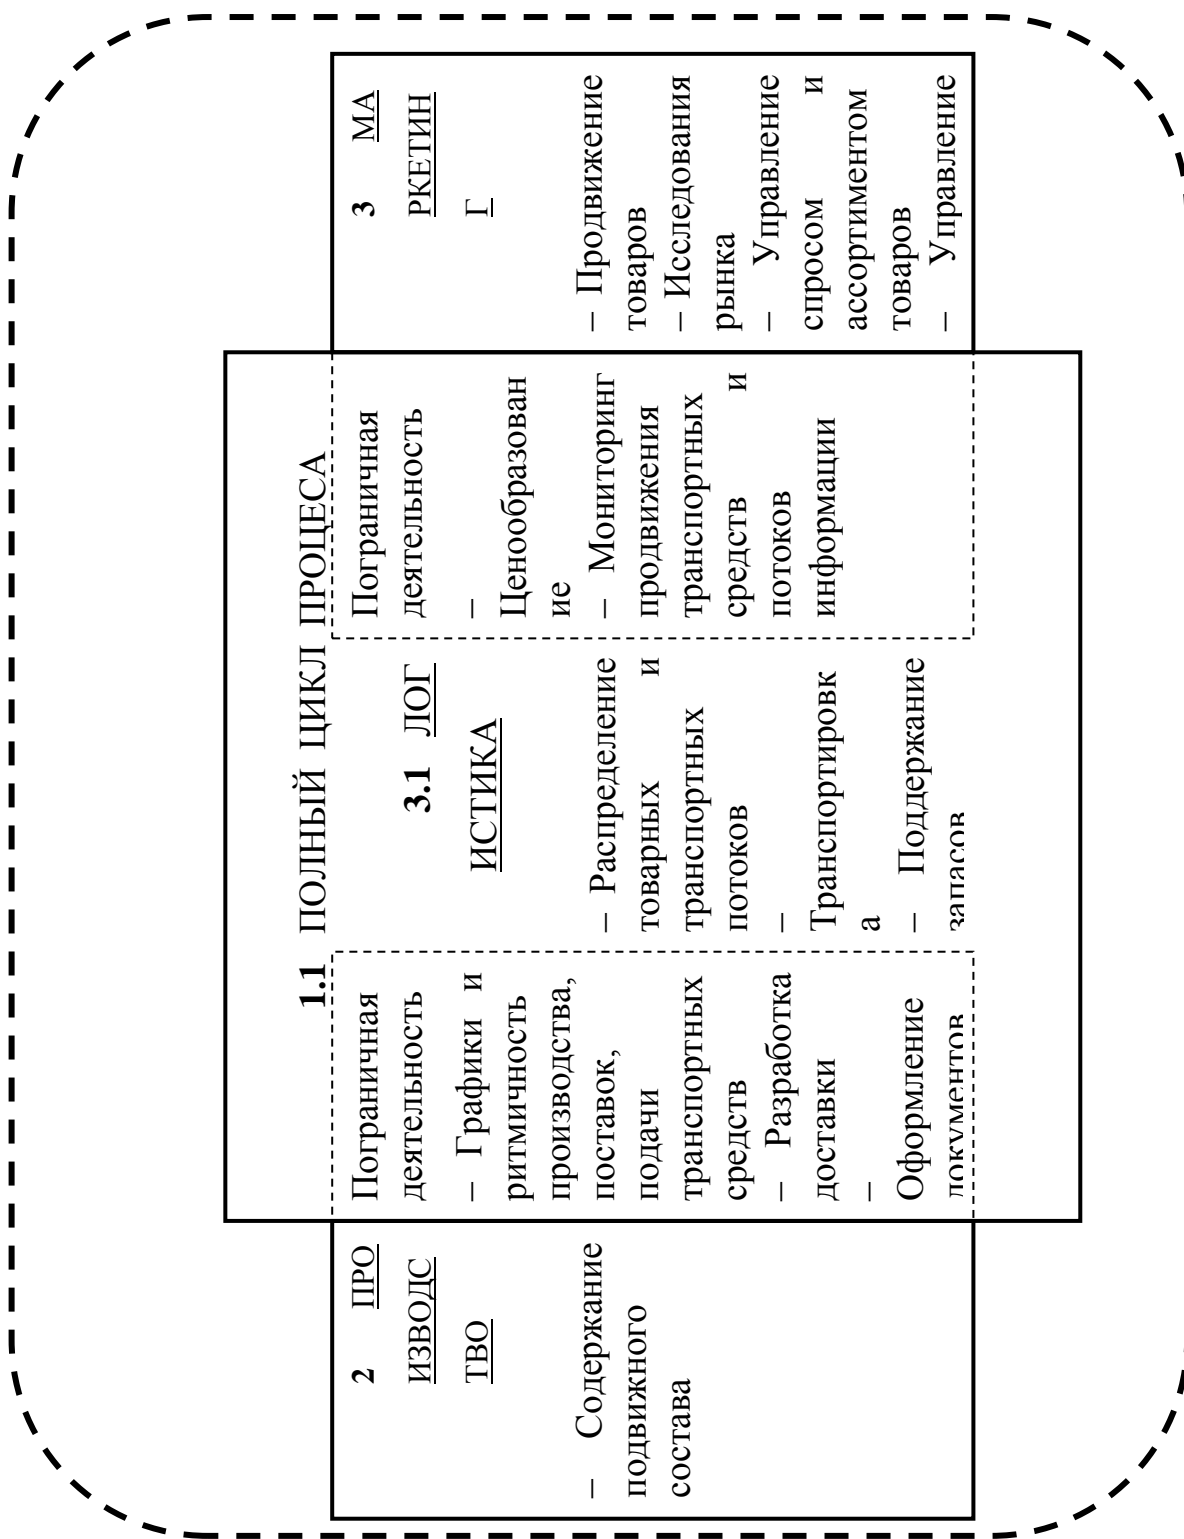 1.1 ПОЛНЫЙ ЦИКЛ ПРОЦЕСА
2 ПРО
ИЗВОДС
ТВО
– Содержание
подвижного
состава
Пограничная
деятельность
– Графики и
ритмичность
производства,
поставок,
подачи
транспортных
средств
– Разработка
доставки
–
Оформление
документов
3.1 ЛОГ
ИСТИКА
– Распределение
товарных и
транспортных
потоков
–
Транспортировк
а
– Поддержание
запасов
Пограничная
деятельность
–
Ценообразован
ие
– Мониторинг
продвижения
транспортных
средств и
потоков
информации
3 МА
РКЕТИН
Г
– Продвижение
товаров
– Исследования
рынка
– Управление
спросом и
ассортиментом
товаров
– Управление